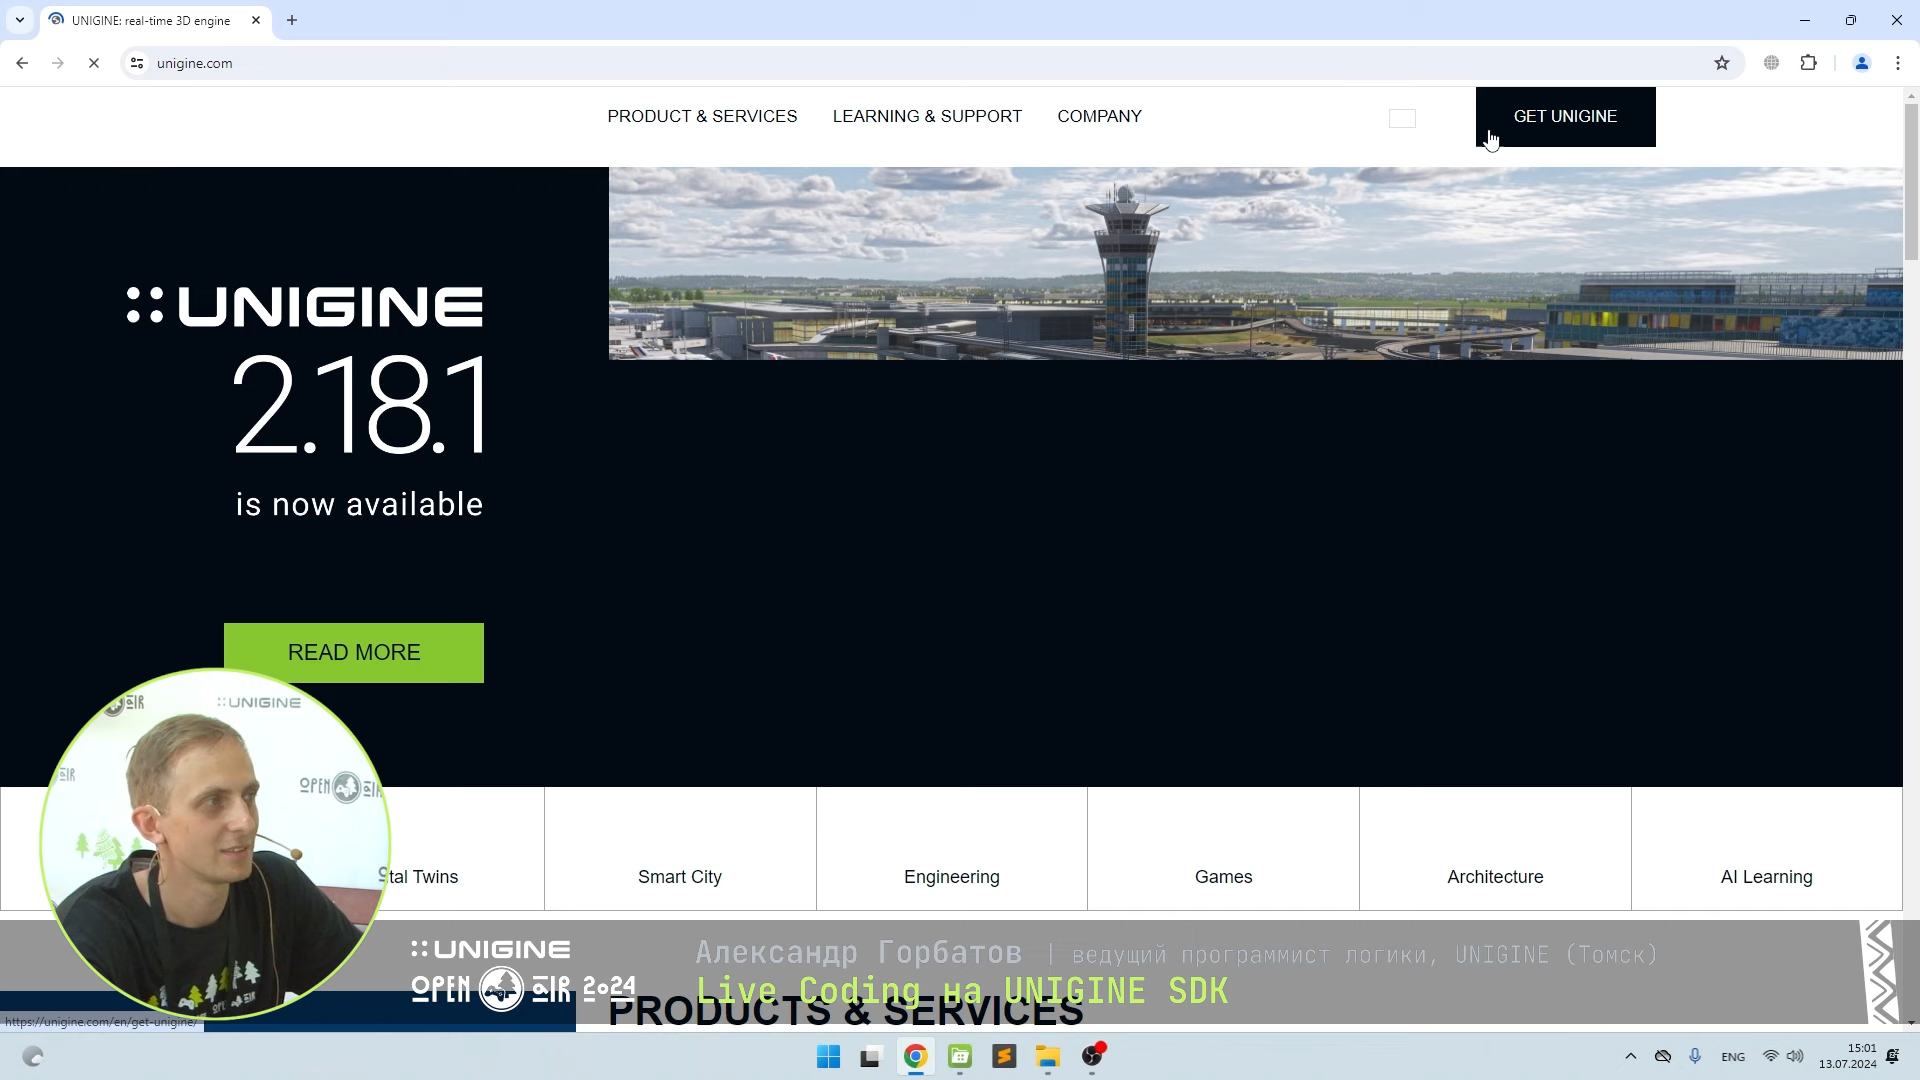 UNIGINE: real-time 3D engine
unigine.com
PRODUCT & SERVICES
LEARNING & SUPPORT
COMPANY
GET UNIGINE
UNIGINE
2.18.1
is now available
READ MORE
UNIGINE
OPEN AIR
tal Twins
Smart City
Engineering
Games
Architecture
AI Learning
UNIGINE
OPEN AIR 2024
Александр Горбатов | ведущий программист логики, UNIGINE (Томск)
Live Coding на UNIGINE SDK
PRODUCTS & SERVICES
https://unigine.com/en/get-unigine/
ENG
15:01
13.07.2024